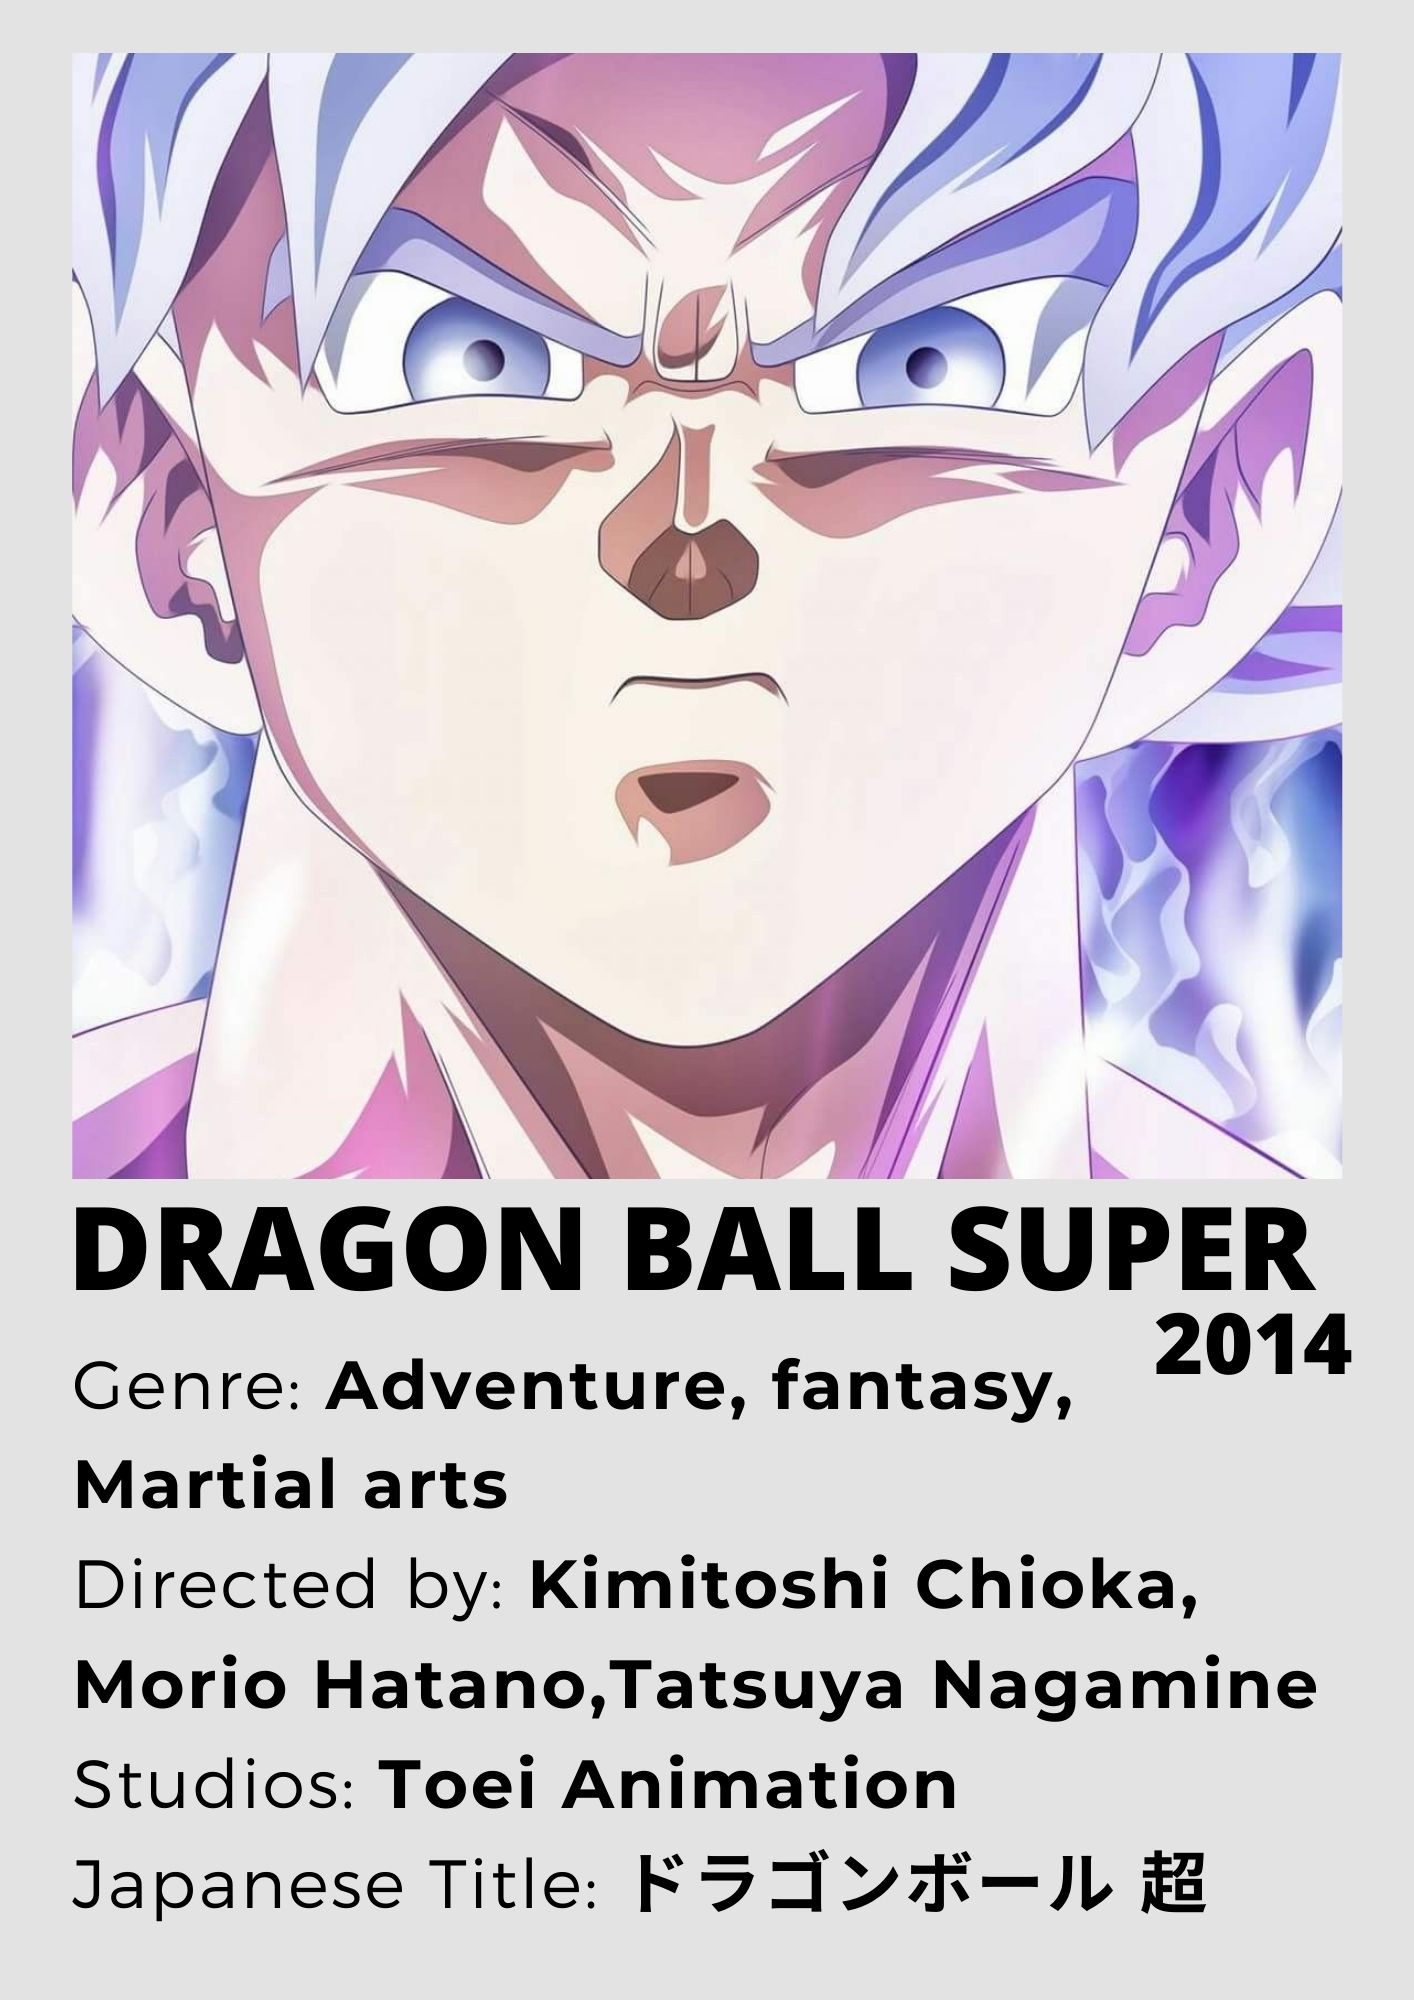 DRAGON BALL SUPER
2014
Genre: Adventure, fantasy,
Martial arts
Directed by: Kimitoshi Chioka,
Morio Hatano,Tatsuya Nagamine
Studios: Toei Animation
Japanese Title: ドラゴンボール 超